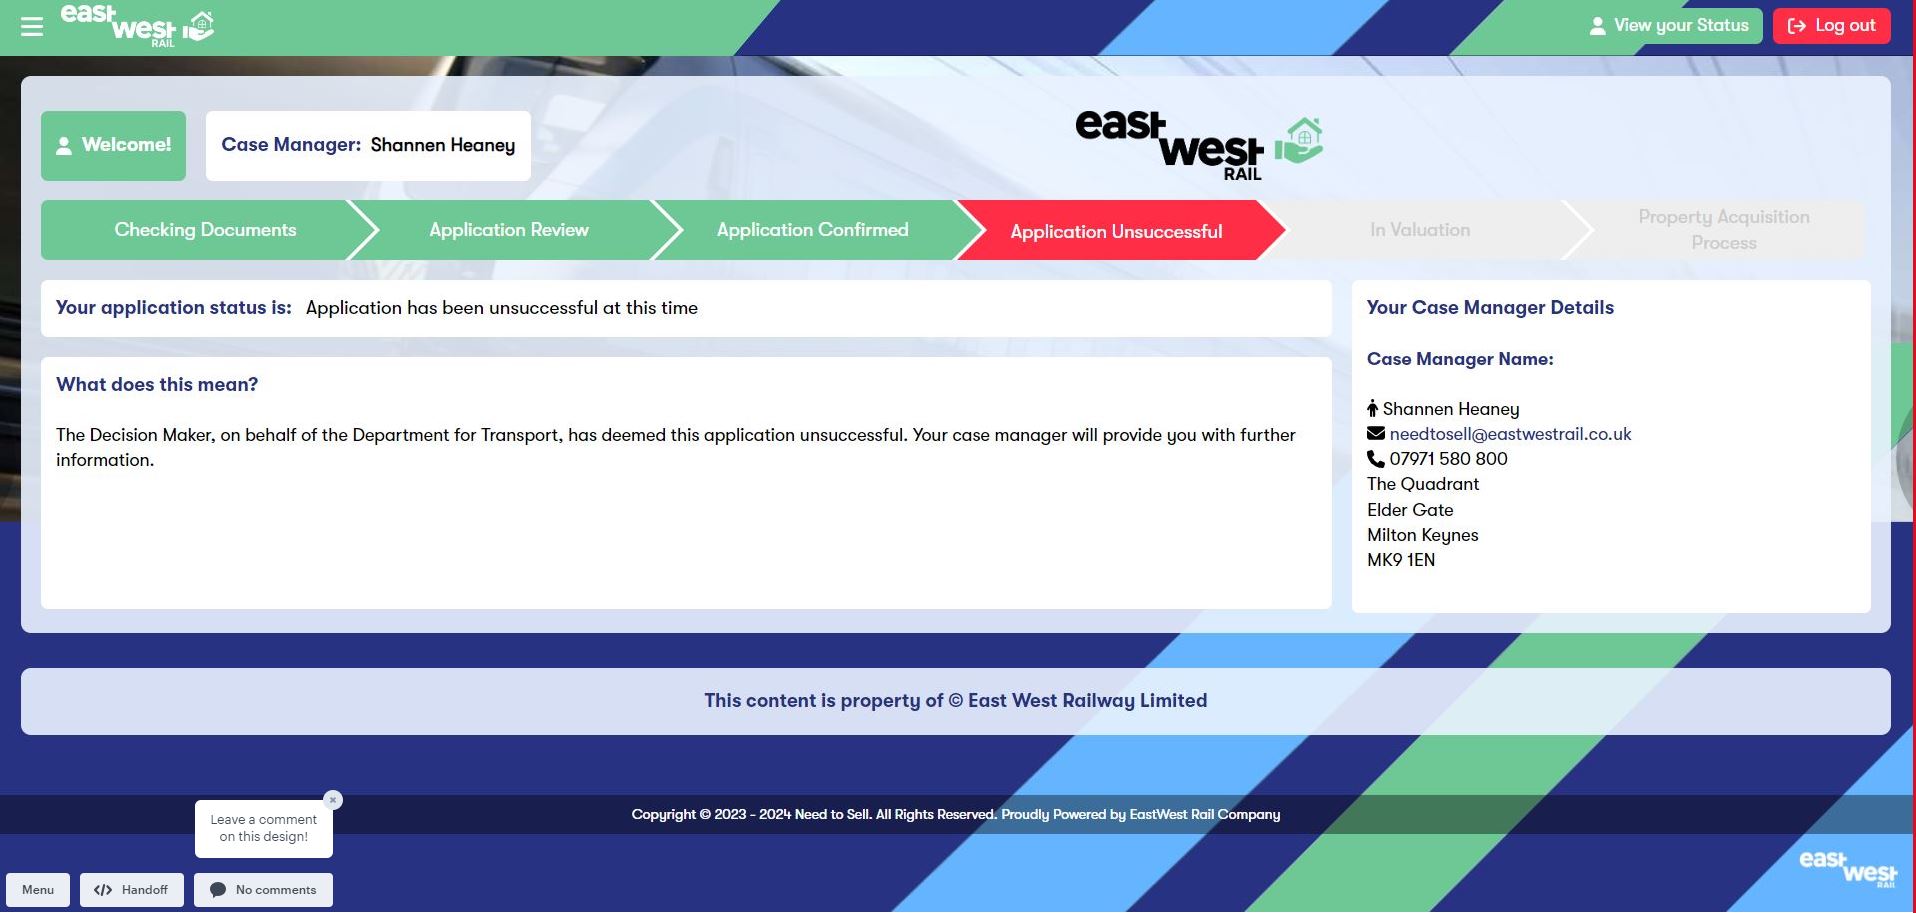 east
west
RAIL
View your Status
Log out
Welcome!
Case Manager: Shannen Heaney
east
west
RAIL
Checking Documents
Application Review
Application Confirmed
Application Unsuccessful
In Valuation
Property Acquisition
Process
Your application status is: Application has been unsuccessful at this time
What does this mean?
The Decision Maker, on behalf of the Department for Transport, has deemed this application unsuccessful. Your case manager will provide you with further
information.
Your Case Manager Details
Case Manager Name:
Shannen Heaney
needtosell@eastwestrail.co.uk
07971 580 800
The Quadrant
Elder Gate
Milton Keynes
MK9 1EN
This content is property of © East West Railway Limited
Copyright © 2023 - 2024 Need to Sell. All Rights Reserved. Proudly Powered by EastWest Rail Company
Leave a comment
on this design!
Menu
Handoff
No comments
east
west
RAIL